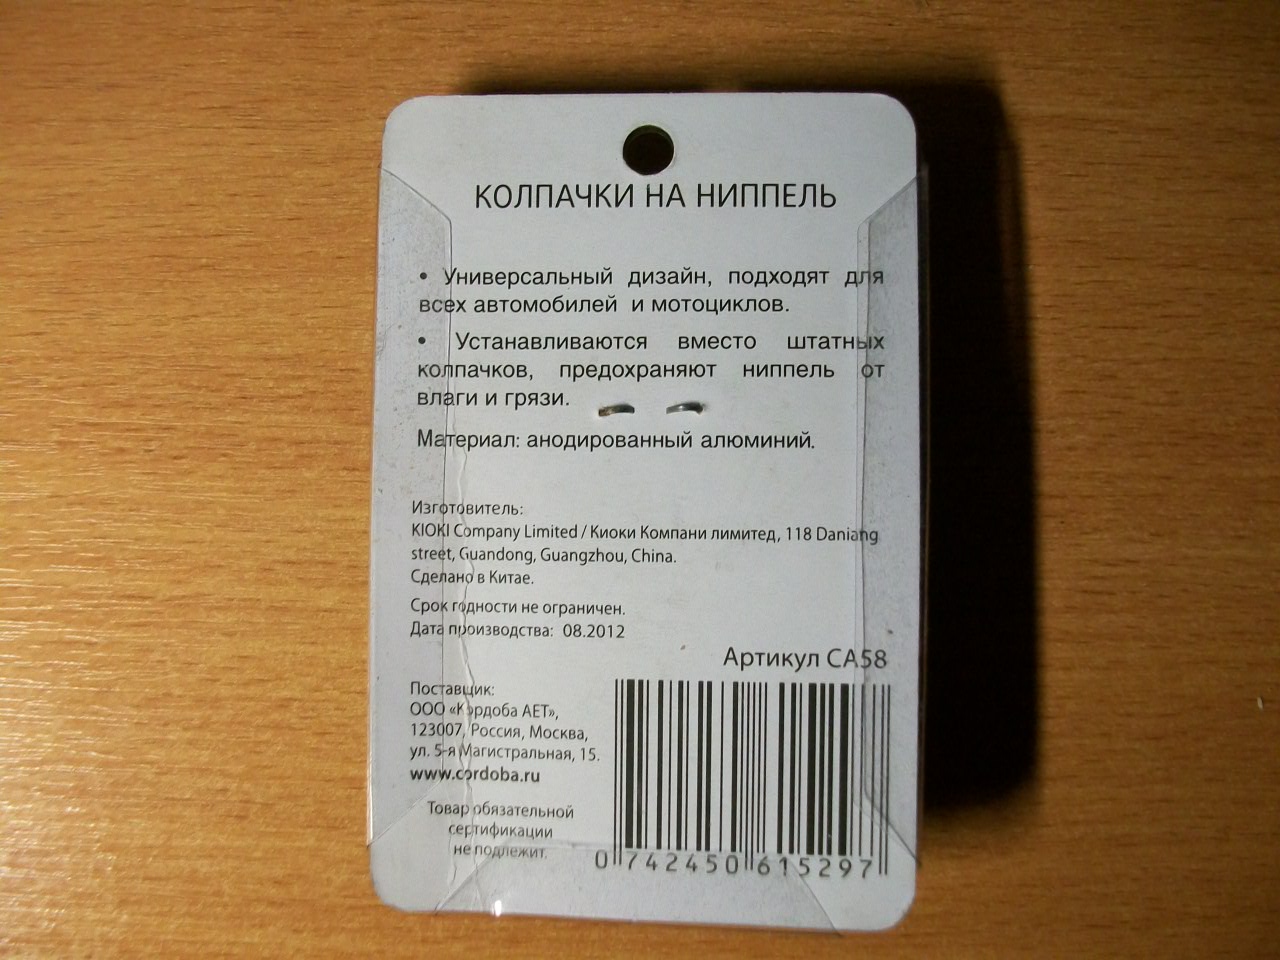 КОЛПАЧКИ НА НИППЕЛЬ
• Универсальный дизайн, подходят для
всех автомобилей и мотоциклов.
• Устанавливаются вместо штатных
колпачков, предохраняют ниппель от
влаги и грязи.
Материал: анодированный алюминий.
Изготовитель:
KIOKI Company Limited / Киоки Компани лимитед, 118 Daniang
street, Guandong, Guangzhou, China.
Сделано в Китае.
Срок годности не ограничен.
Дата производства: 08.2012
Артикул CA58
Поставщик:
ООО «Кордоба АЕТ»,
123007, Россия, Москва,
ул. 5-я Магистральная, 15.
www.cordoba.ru
Товар обязательной
сертификации
не подлежит.
0 742450 615297